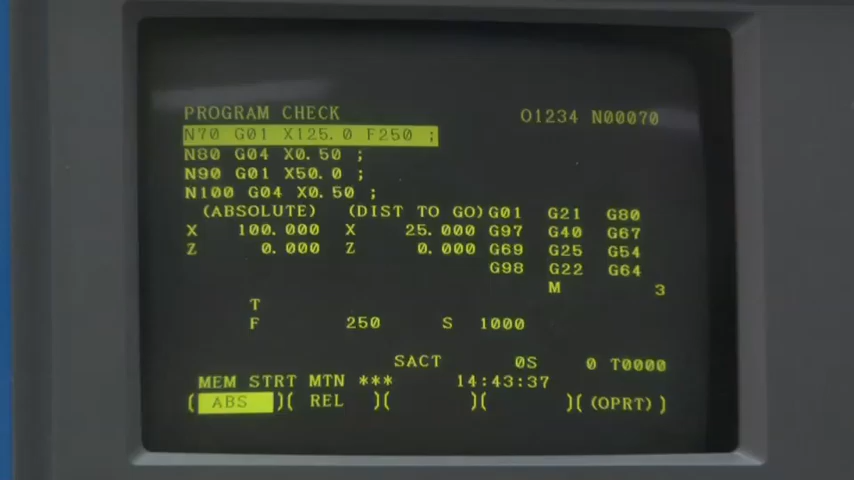 PROGRAM CHECK O1234 N00070
N70 G01 X125.0 F250 ;
N80 G04 X0.50 ;
N90 G01 X50.0 ;
N100 G04 X0.50 ;
(ABSOLUTE) (DIST TO GO) G01 G21 G80
X 100.000 X 25.000 G97 G40 G67
Z 0.000 Z 0.000 G69 G25 G54
G98 G22 G64
M 3
T
F 250 S 1000
SACT 0S 0 T0000
MEM STRT MTN *** 14:43:37
( ABS )( REL )( )( )( (OPRT) )